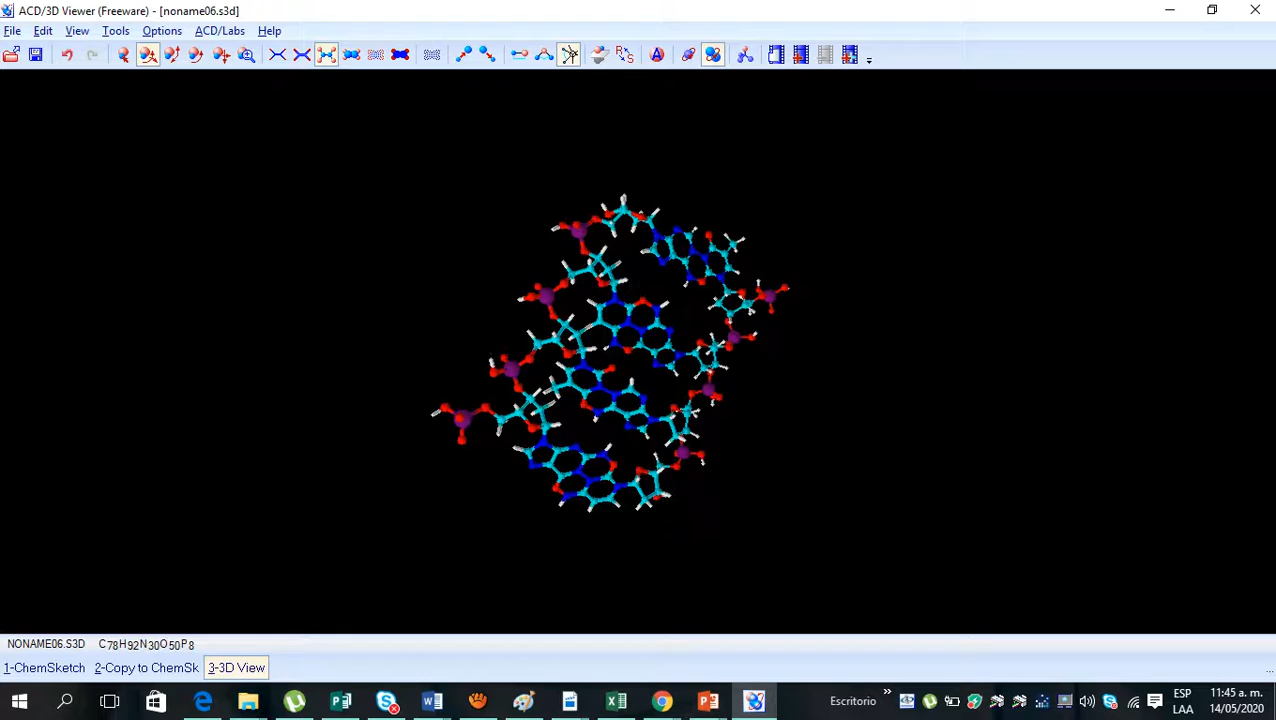 ACD/3D Viewer (Freeware) - [noname06.s3d]
File Edit View Tools Options ACD/Labs Help
NONAME06.S3D C78H92N30O50P8
1-ChemSketch 2-Copy to ChemSk 3-3D View
Escritorio » ESP 11:45 a. m.
LAA 14/05/2020